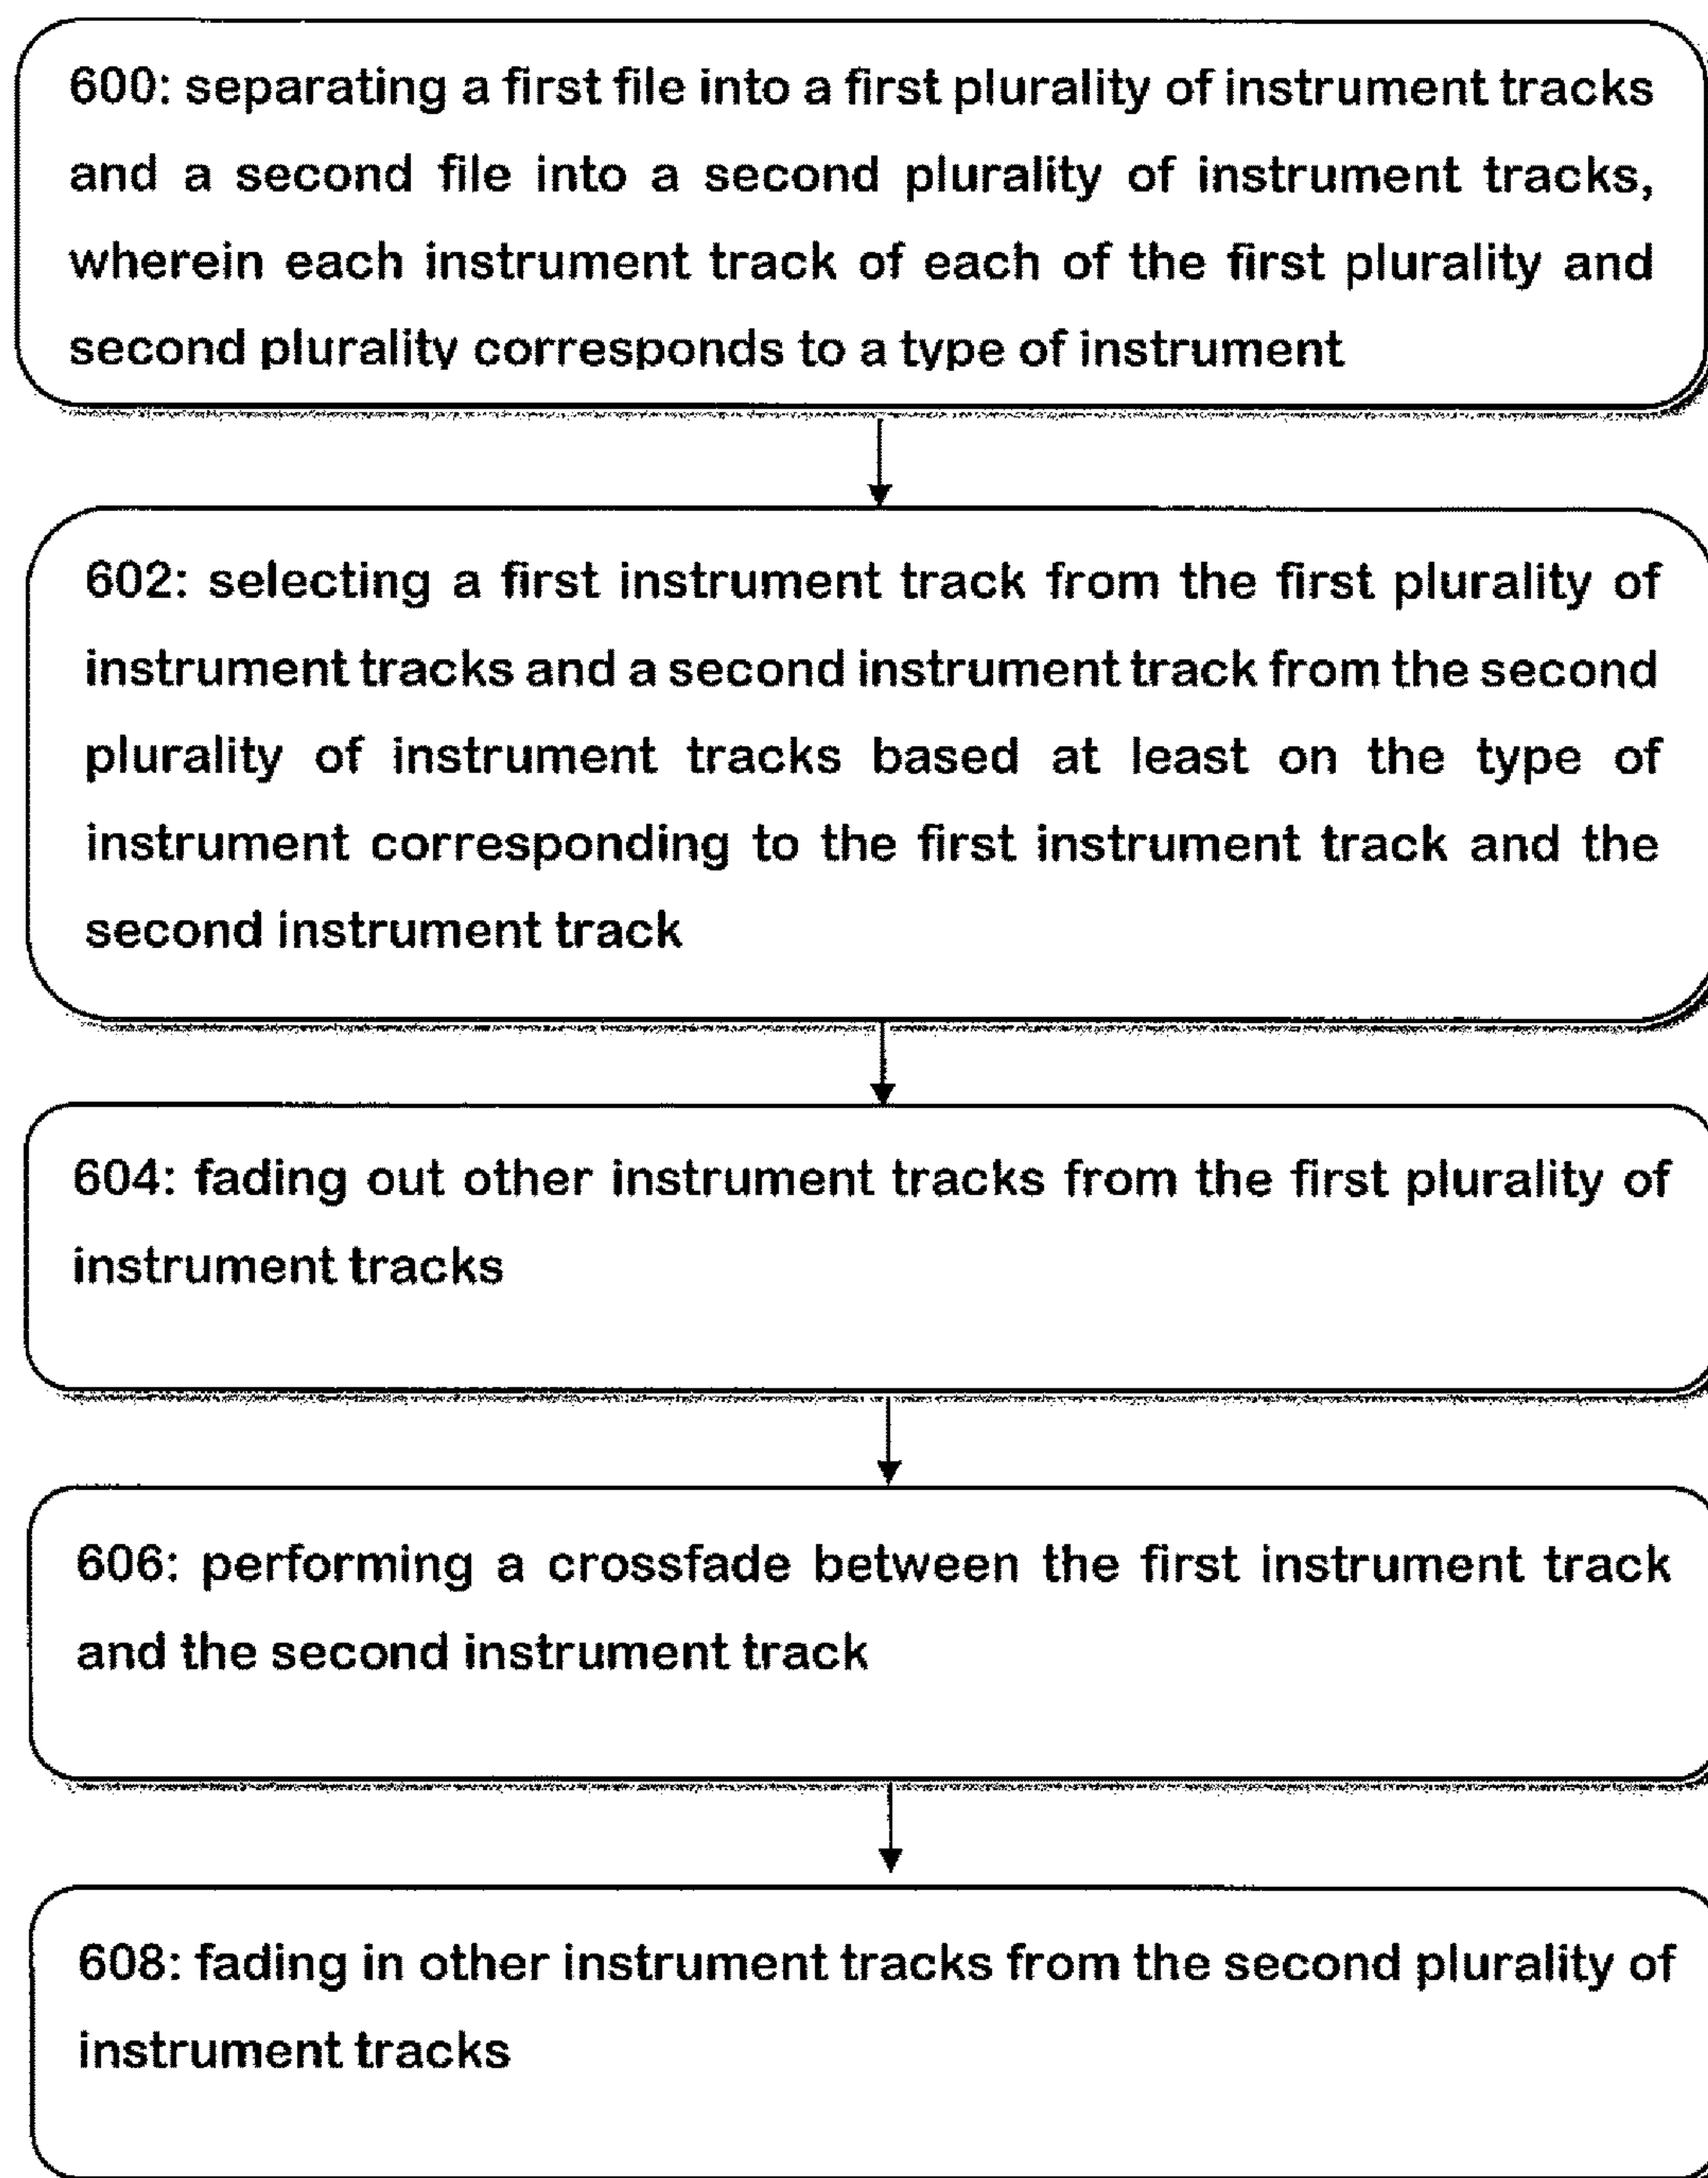 600: separating a first file into a first plurality of instrument tracks
and a second file into a second plurality of instrument tracks,
wherein each instrument track of each of the first plurality and
second plurality corresponds to a type of instrument
602: selecting a first instrument track from the first plurality of
instrument tracks and a second instrument track from the second
plurality of instrument tracks based at least on the type of
instrument corresponding to the first instrument track and the
second instrument track
604: fading out other instrument tracks from the first plurality of
instrument tracks
606: performing a crossfade between the first instrument track
and the second instrument track
608: fading in other instrument tracks from the second plurality of
instrument tracks